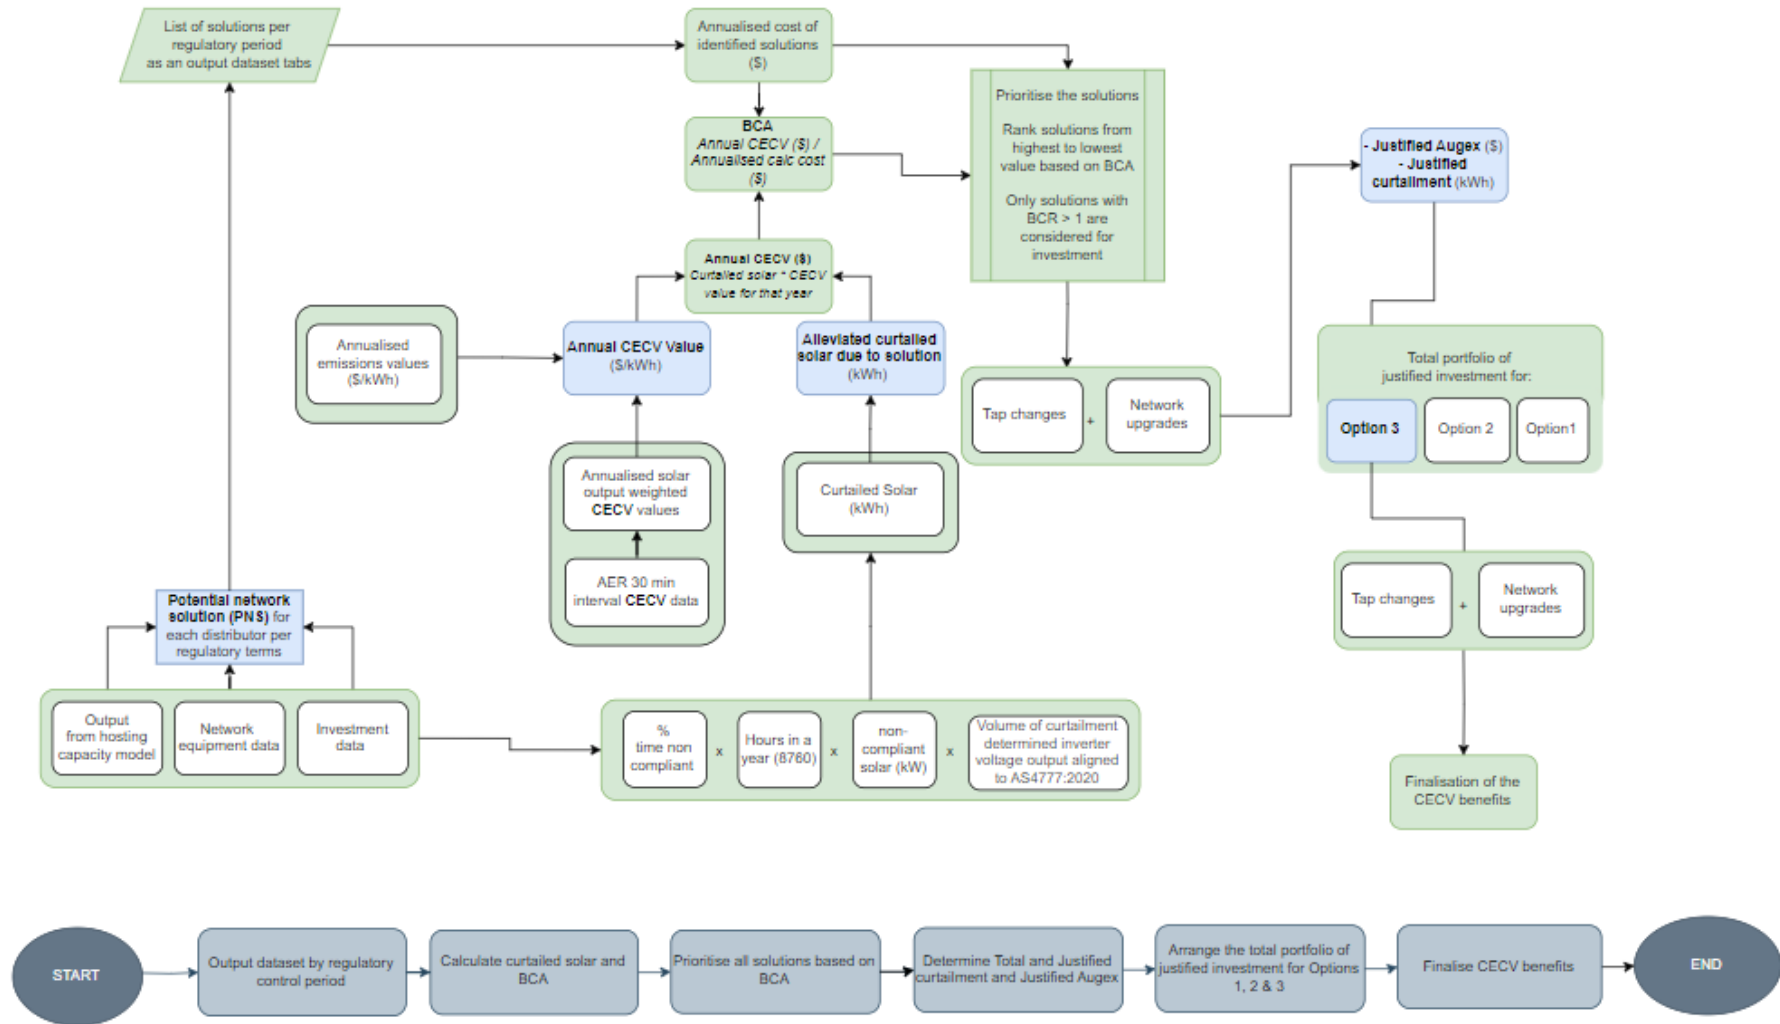 List of solutions per
regulatory period
as an output dataset tabs
Annualised cost of
identified solutions
($)
BCA
Annual CECV ($) /
Annualised calc cost
($)
Prioritise the solutions
Rank solutions from
highest to lowest
value based on BCA
Only solutions with
BCR > 1 are
considered for
investment
- Justified Augex ($)
- Justified
curtailment (kWh)
Annual CECV ($)
Curtailed solar * CECV
value for that year
Annualised
emissions values
($/kWh)
Annual CECV Value
($/kWh)
Alleviated curtailed
solar due to solution
(kWh)
Total portfolio of
justified investment for:
Option 3
Option 2
Option1
Tap changes
+
Network
upgrades
Annualised solar
output weighted
CECV values
AER 30 min
interval CECV data
Curtailed Solar
(kWh)
Tap changes
+
Network
upgrades
Potential network
solution (PNS) for
each distributor per
regulatory terms
Output
from hosting
capacity model
Network
equipment data
Investment
data
%
time non
compliant
x
Hours in a
year (8760)
x
non-
compliant
solar (kW)
x
Volume of curtailment
determined inverter
voltage output aligned
to AS4777:2020
Finalisation of the
CECV benefits
START
Output dataset by regulatory
control period
Calculate curtailed solar and
BCA
Prioritise all solutions based on
BCA
Determine Total and Justified
curtailment and Justified Augex
Arrange the total portfolio of
justified investment for Options
1, 2 & 3
Finalise CECV benefits
END